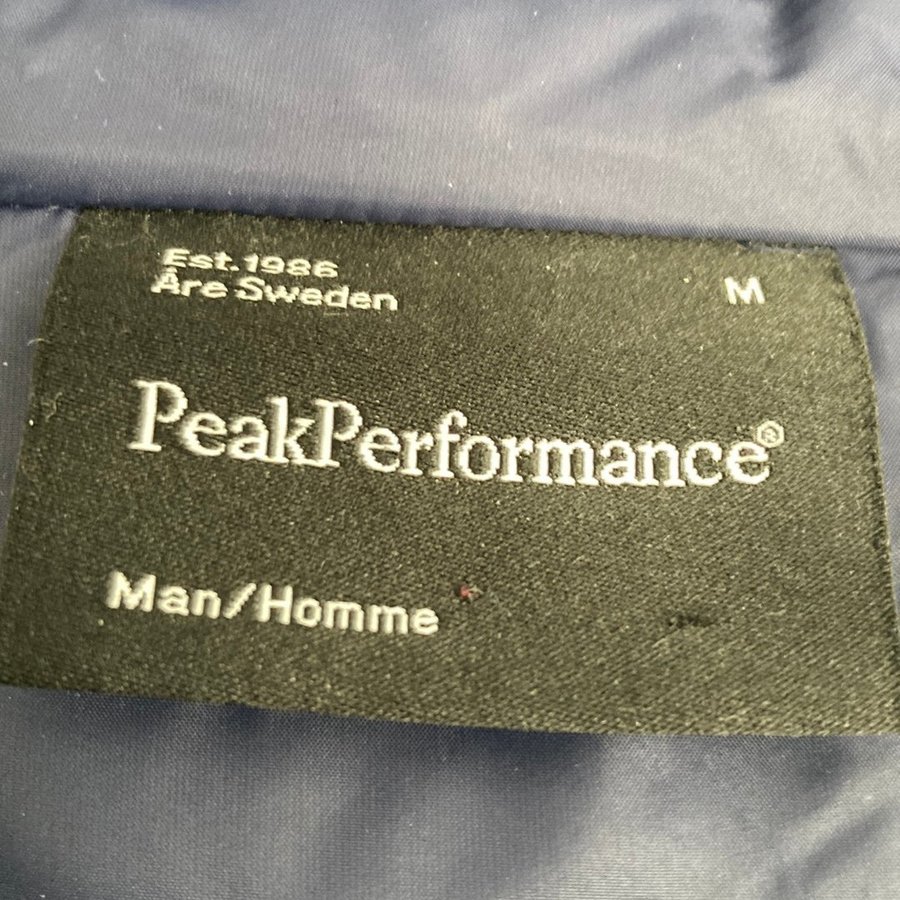 Est.1986
Åre Sweden
M
PeakPerformance®
Man/Homme